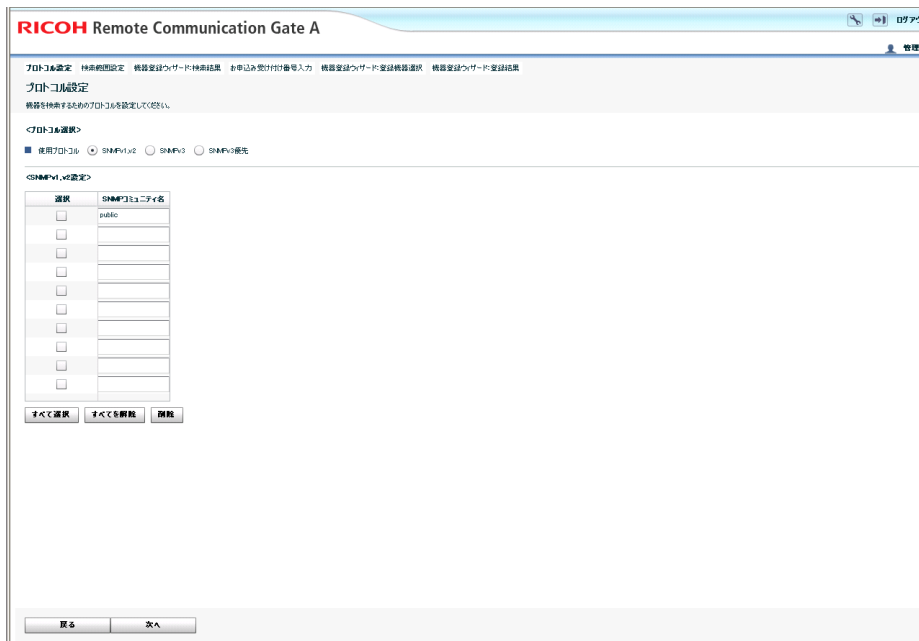 RICOH Remote Communication Gate A
ログアウ
管理
プロトコル設定 検索範囲設定 機器登録ウィザード:検索結果 お申込み受け付け番号入力 機器登録ウィザード:登録機器選択 機器登録ウィザード:登録結果
プロトコル設定
機器を検索するためのプロトコルを設定してください。
<プロトコル選択>
使用プロトコル SNMPv1,v2 SNMPv3 SNMPv3優先
<SNMPv1,v2設定>
選択 SNMPコミュニティ名
public
すべて選択 すべてを解除 削除
戻る 次へ